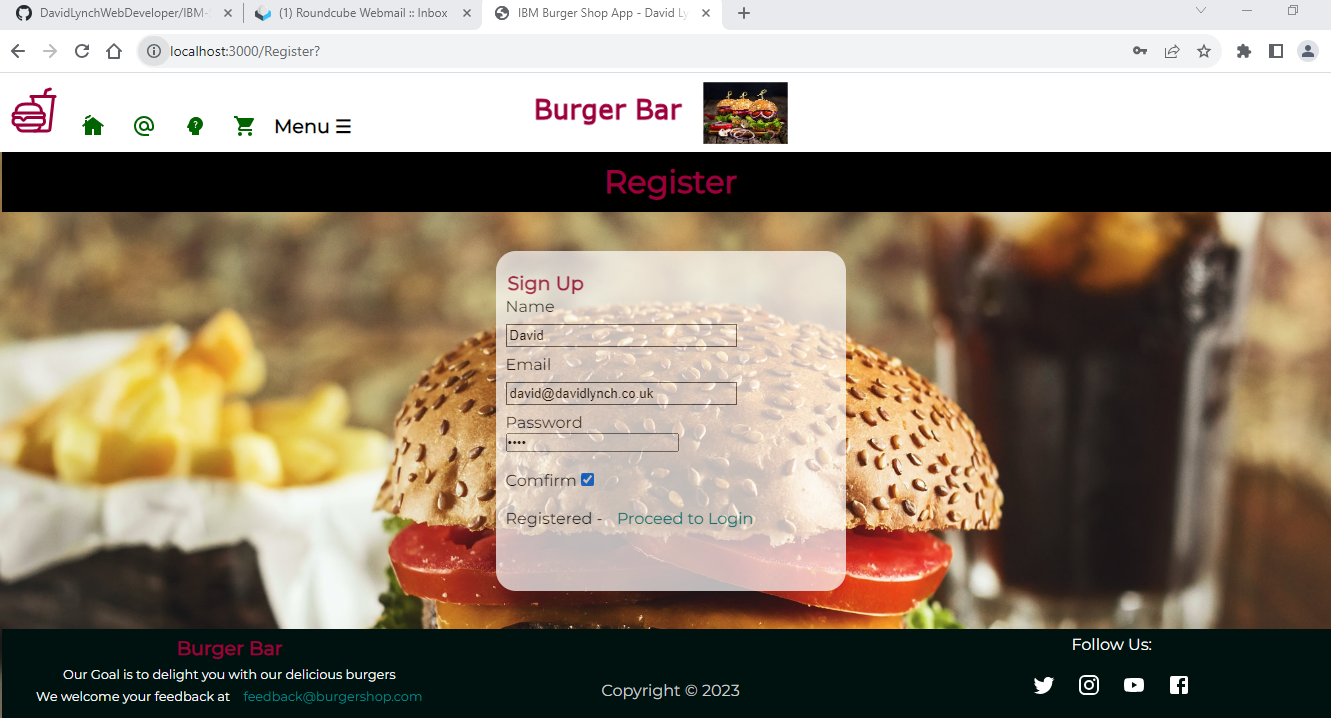 DavidLynchWebDeveloper/IBM-
(1) Roundcube Webmail :: Inbox
IBM Burger Shop App - David Ly
localhost:3000/Register?
Menu ☰
Burger Bar
Register
Sign Up
Name
David
Email
david@davidlynch.co.uk
Password
••••
Comfirm
Registered - Proceed to Login
Burger Bar
Our Goal is to delight you with our delicious burgers
We welcome your feedback at feedback@burgershop.com
Copyright © 2023
Follow Us: